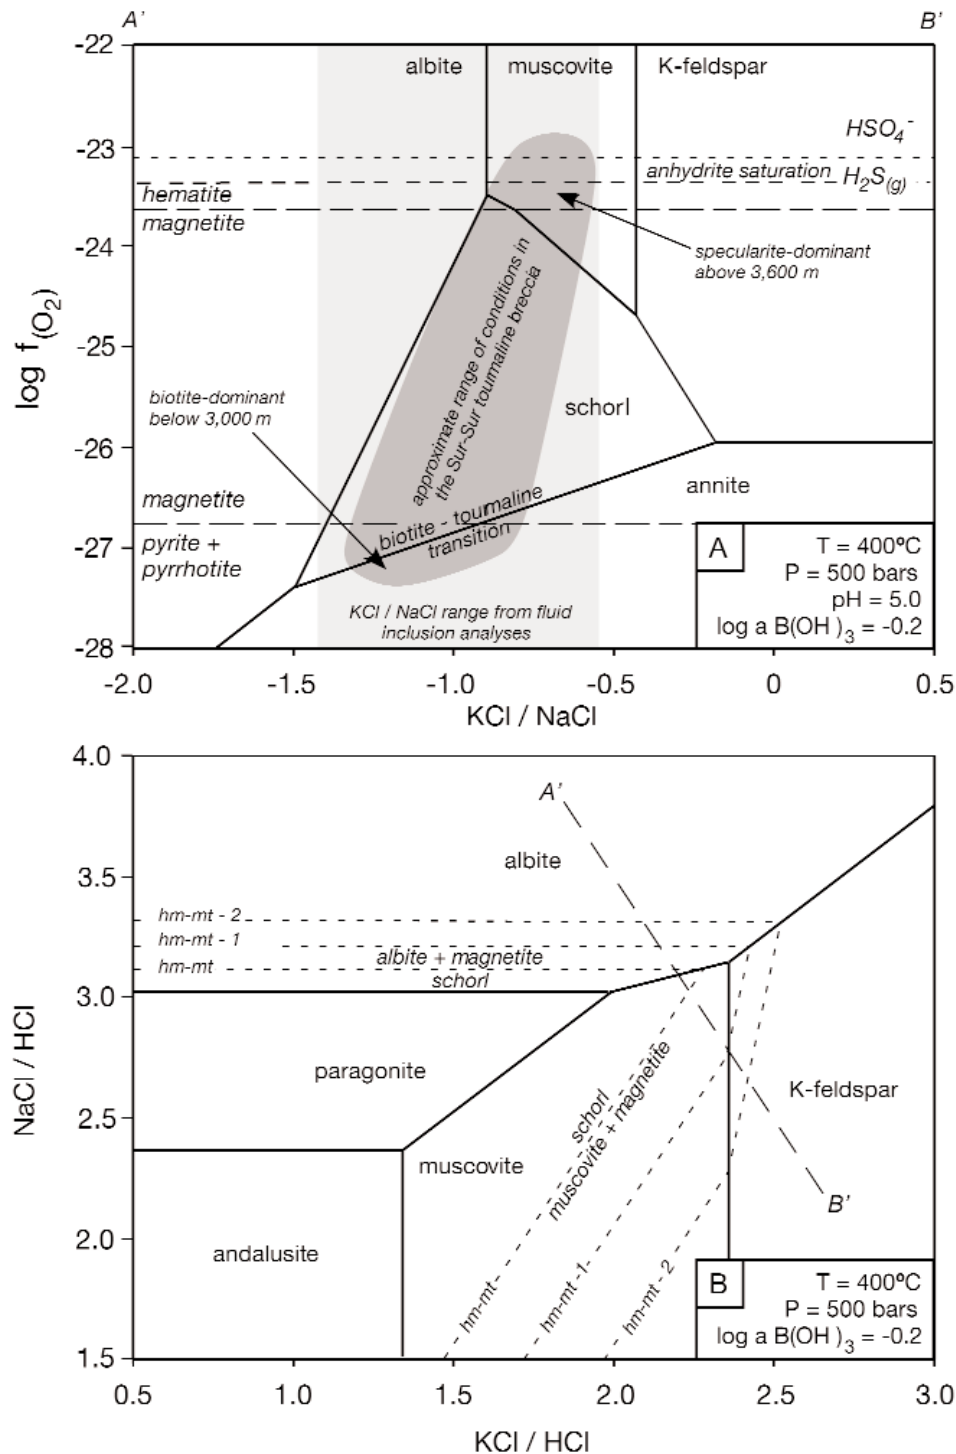 A'
B'
-22
-23
-24
-25
-26
-27
-28
log f(O2)
albite
muscovite
K-feldspar
HSO4-
anhydrite saturation
H2S(g)
hematite
magnetite
specularite-dominant
above 3,600 m
approximate range of conditions in
the Sur-Sur tourmaline breccia
biotite-dominant
below 3,000 m
schorl
annite
magnetite
pyrite +
pyrrhotite
biotite - tourmaline
transition
KCl / NaCl range from fluid
inclusion analyses
A
T = 400ºC
P = 500 bars
pH = 5.0
log a B(OH )3 = -0.2
-2.0
-1.5
-1.0
-0.5
0
0.5
KCl / NaCl
4.0
3.5
3.0
2.5
2.0
1.5
NaCl / HCl
A'
albite
hm-mt - 2
hm-mt - 1
hm-mt
albite + magnetite
schorl
paragonite
schorl
muscovite + magnetite
K-feldspar
muscovite
B'
andalusite
hm-mt
hm-mt -1
hm-mt - 2
B
T = 400ºC
P = 500 bars
log a B(OH )3 = -0.2
0.5
1.0
1.5
2.0
2.5
3.0
KCl / HCl